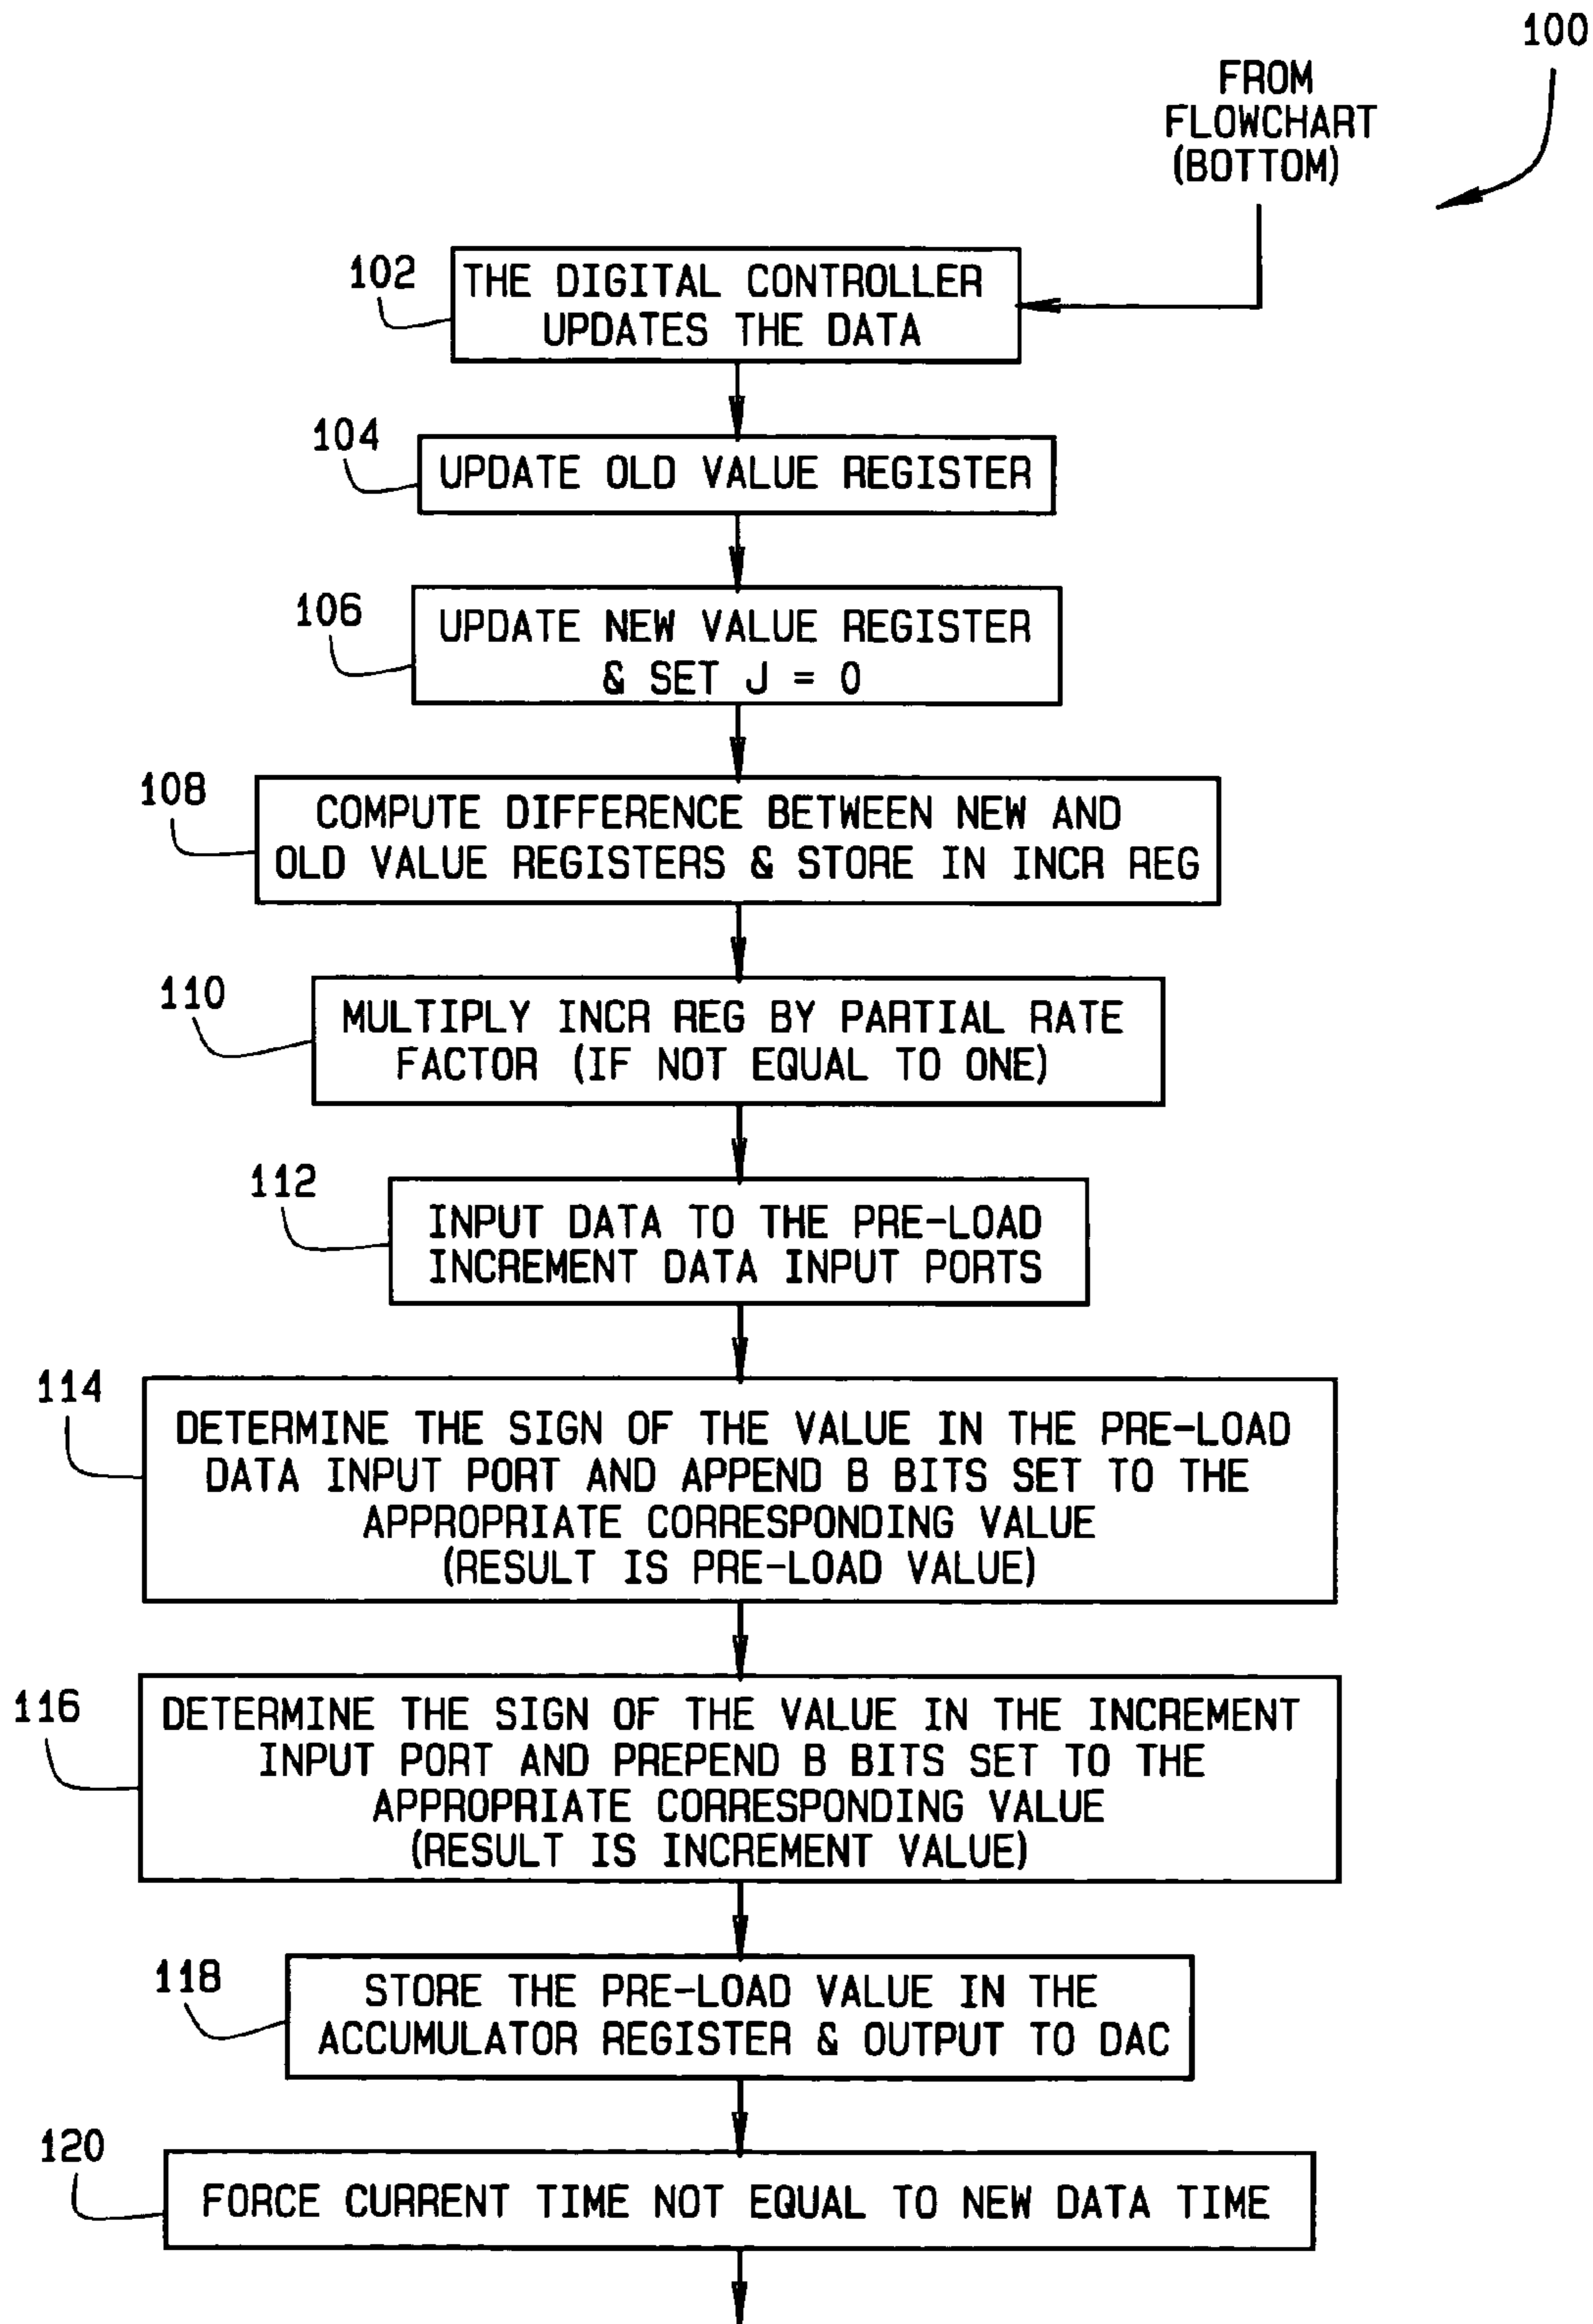 100
FROM
FLOWCHART
(BOTTOM)
102
THE DIGITAL CONTROLLER
UPDATES THE DATA
104
UPDATE OLD VALUE REGISTER
106
UPDATE NEW VALUE REGISTER
& SET J = 0
108
COMPUTE DIFFERENCE BETWEEN NEW AND
OLD VALUE REGISTERS & STORE IN INCR REG
110
MULTIPLY INCR REG BY PARTIAL RATE
FACTOR (IF NOT EQUAL TO ONE)
112
INPUT DATA TO THE PRE-LOAD
INCREMENT DATA INPUT PORTS
114
DETERMINE THE SIGN OF THE VALUE IN THE PRE-LOAD
DATA INPUT PORT AND APPEND B BITS SET TO THE
APPROPRIATE CORRESPONDING VALUE
(RESULT IS PRE-LOAD VALUE)
116
DETERMINE THE SIGN OF THE VALUE IN THE INCREMENT
INPUT PORT AND PREPEND B BITS SET TO THE
APPROPRIATE CORRESPONDING VALUE
(RESULT IS INCREMENT VALUE)
118
STORE THE PRE-LOAD VALUE IN THE
ACCUMULATOR REGISTER & OUTPUT TO DAC
120
FORCE CURRENT TIME NOT EQUAL TO NEW DATA TIME